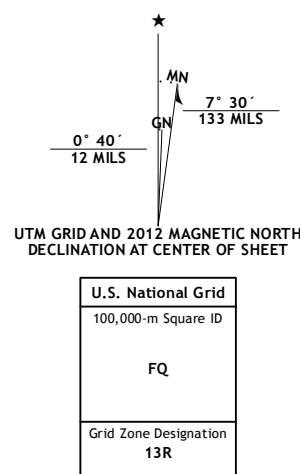 ★
MN
7° 30´
133 MILS
GN
0° 40´
12 MILS
UTM GRID AND 2012 MAGNETIC NORTH
DECLINATION AT CENTER OF SHEET
U.S. National Grid
100,000-m Square ID
FQ
Grid Zone Designation
13R